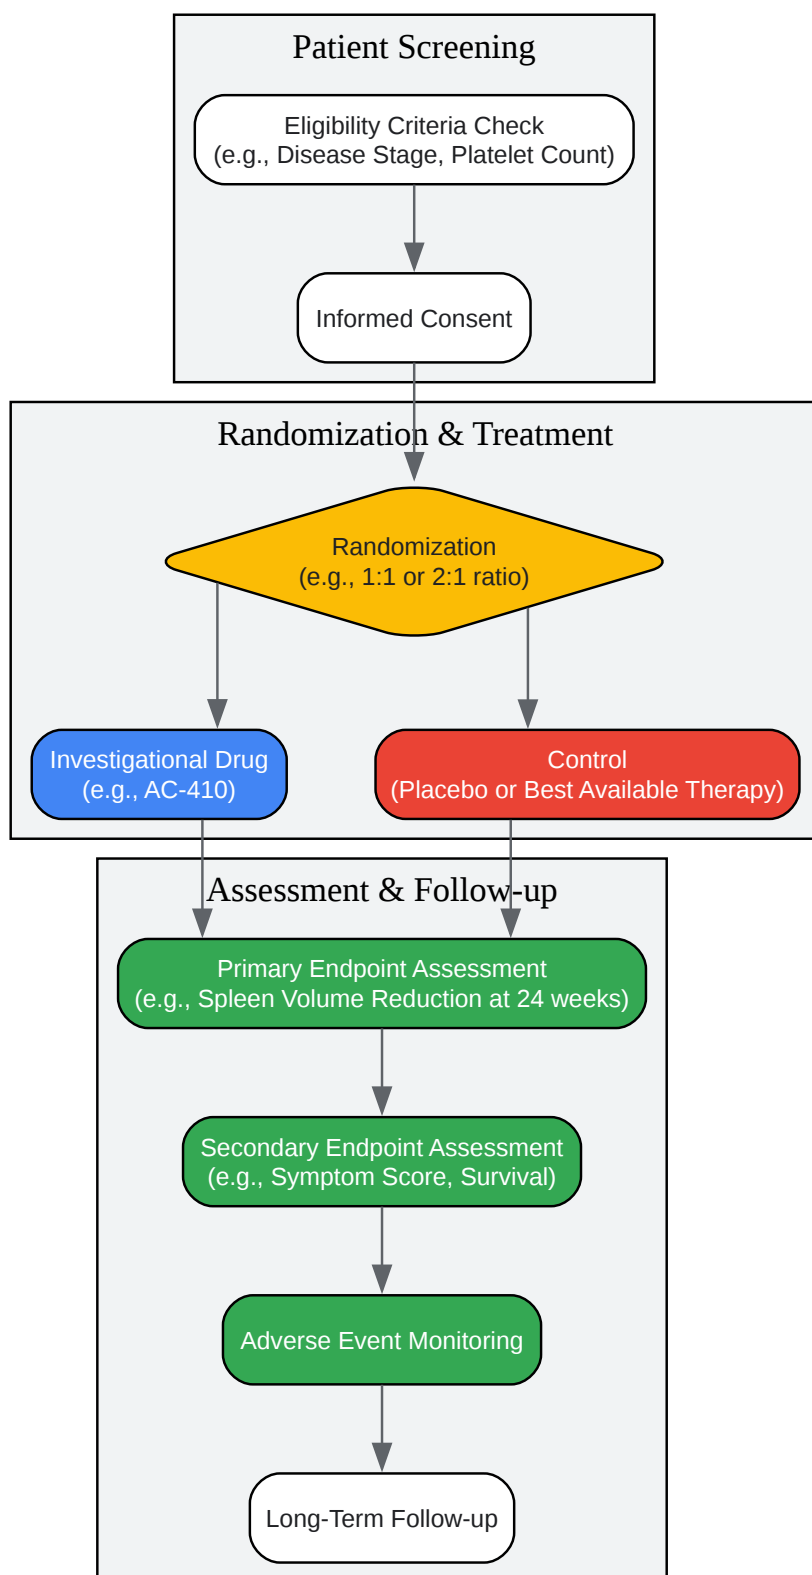 Patient Screening
Eligibility Criteria Check
(e.g., Disease Stage, Platelet Count)
Informed Consent
Randomization & Treatment
Randomization
(e.g., 1:1 or 2:1 ratio)
Investigational Drug
(e.g., AC-410)
Control
(Placebo or Best Available Therapy)
Assessment & Follow-up
Primary Endpoint Assessment
(e.g., Spleen Volume Reduction at 24 weeks)
Secondary Endpoint Assessment
(e.g., Symptom Score, Survival)
Adverse Event Monitoring
Long-Term Follow-up